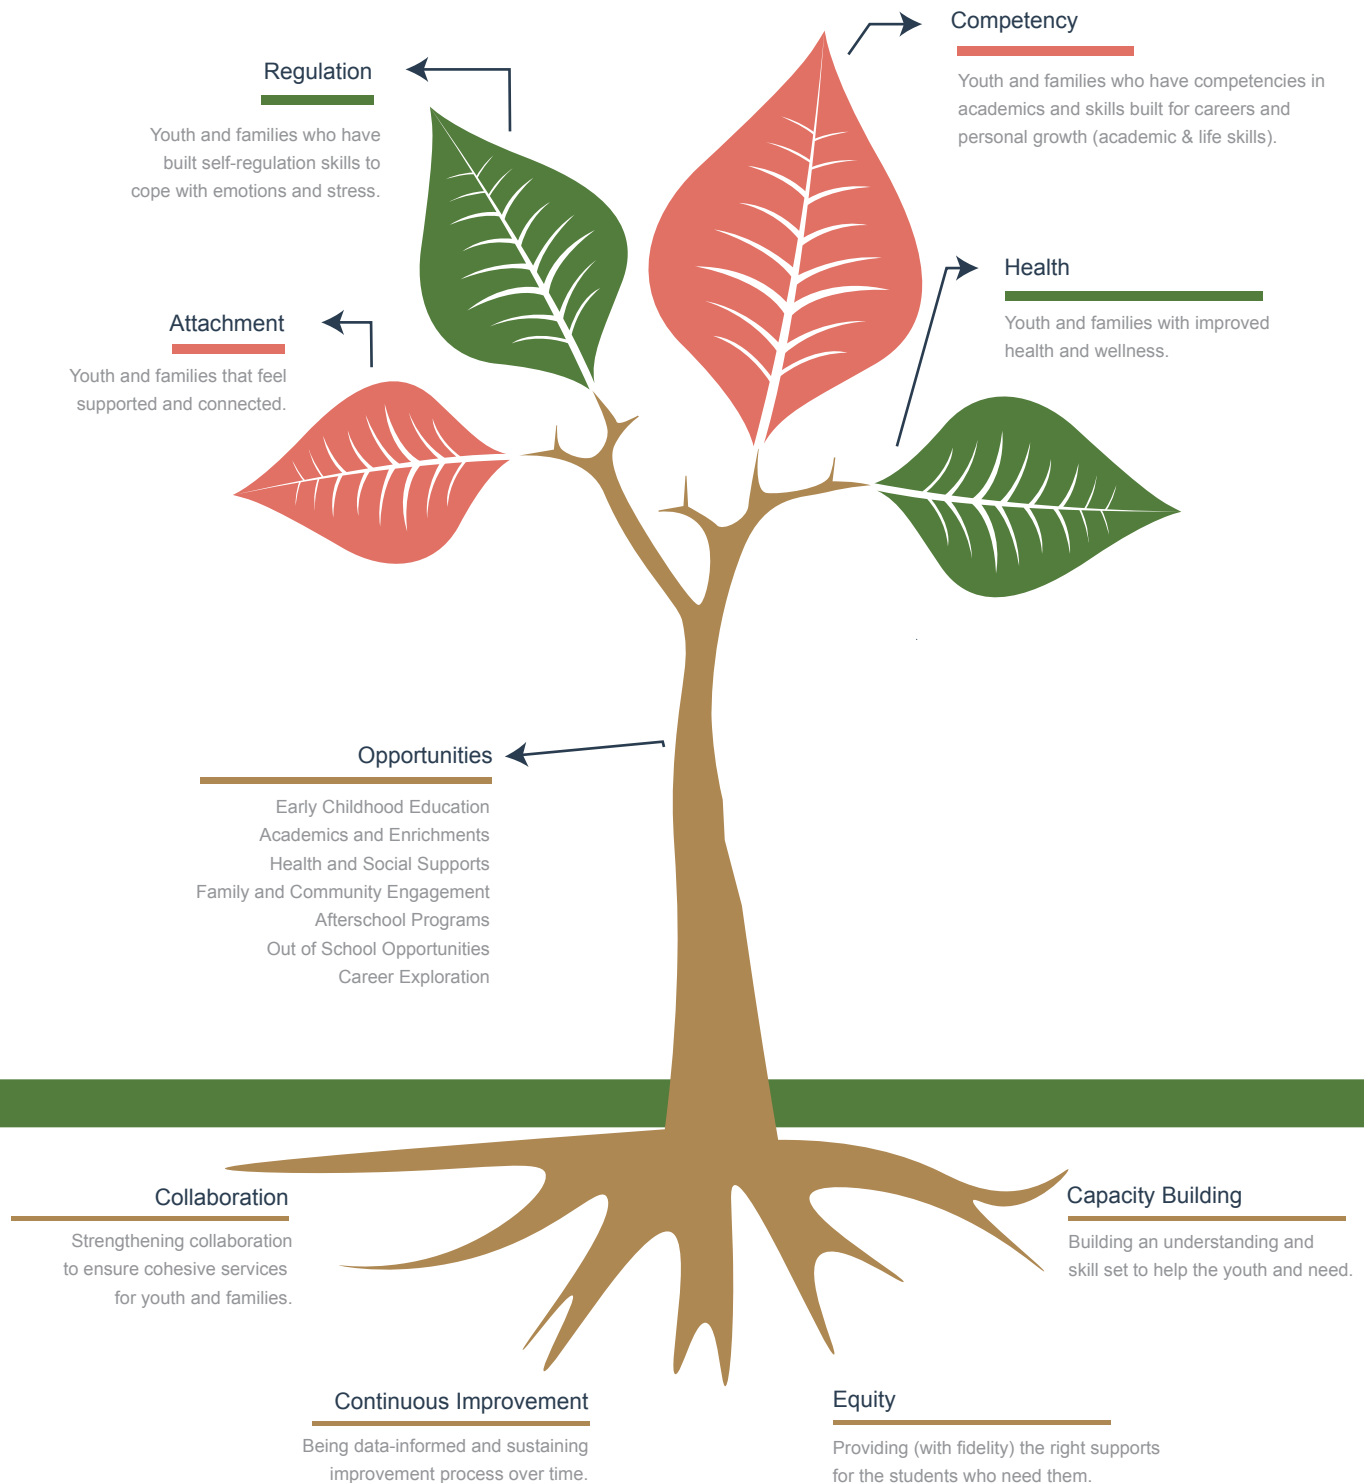 Competency
Youth and families who have competencies in
academics and skills built for careers and
personal growth (academic & life skills).
Regulation
Youth and families who have
built self-regulation skills to
cope with emotions and stress.
Health
Youth and families with improved
health and wellness.
Attachment
Youth and families that feel
supported and connected.
Opportunities
Early Childhood Education
Academics and Enrichments
Health and Social Supports
Family and Community Engagement
Afterschool Programs
Out of School Opportunities
Career Exploration
Collaboration
Strengthening collaboration
to ensure cohesive services
for youth and families.
Capacity Building
Building an understanding and
skill set to help the youth and need.
Continuous Improvement
Being data-informed and sustaining
improvement process over time.
Equity
Providing (with fidelity) the right supports
for the students who need them.